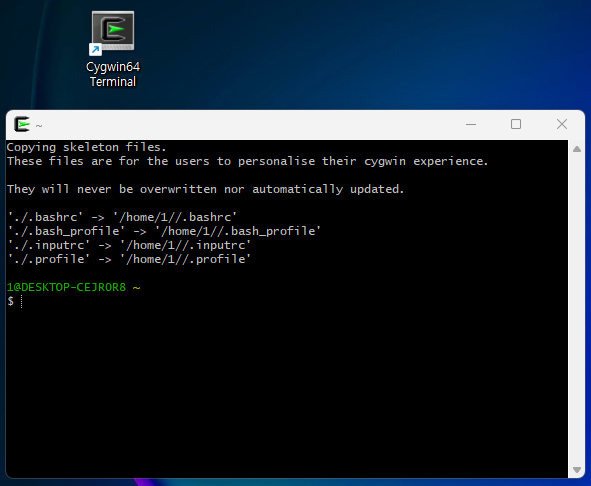 Cygwin64
Terminal
~
Copying skeleton files.
These files are for the users to personalise their cygwin experience.
They will never be overwritten nor automatically updated.
'./.bashrc' -> '/home/1//.bashrc'
'./.bash_profile' -> '/home/1//.bash_profile'
'./.inputrc' -> '/home/1//.inputrc'
'./.profile' -> '/home/1//.profile'
1@DESKTOP-CEJROR8 ~
$